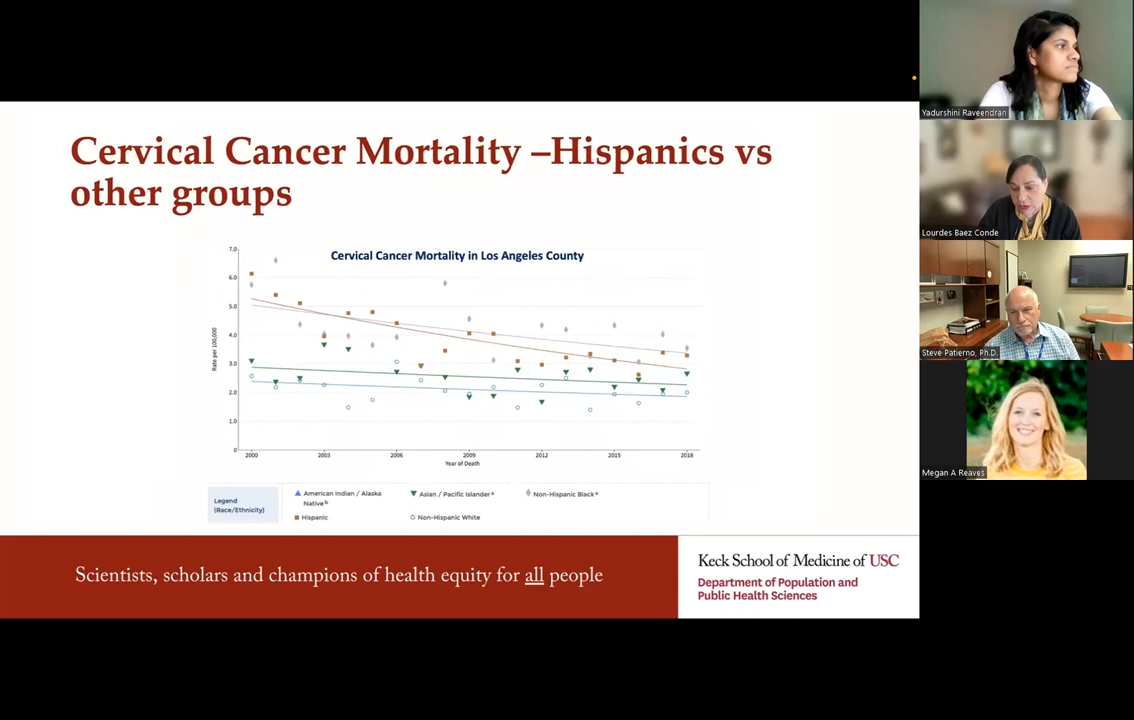 Cervical Cancer Mortality –Hispanics vs
other groups
Cervical Cancer Mortality in Los Angeles County
Rate per 100,000
7.0
6.0
5.0
4.0
3.0
2.0
1.0
0
2000
2003
2006
2009
2012
2015
2018
Year of Death
Legend
(Race/Ethnicity)
American Indian / Alaska
Native b
Asian / Pacific Islander a
Non-Hispanic Black a
Hispanic
Non-Hispanic White
Scientists, scholars and champions of health equity for all people
Keck School of Medicine of USC
Department of Population and
Public Health Sciences
Yadurshini Raveendran
Lourdes Baez Conde
Steve Patierno, Ph.D.
Megan A Reaves